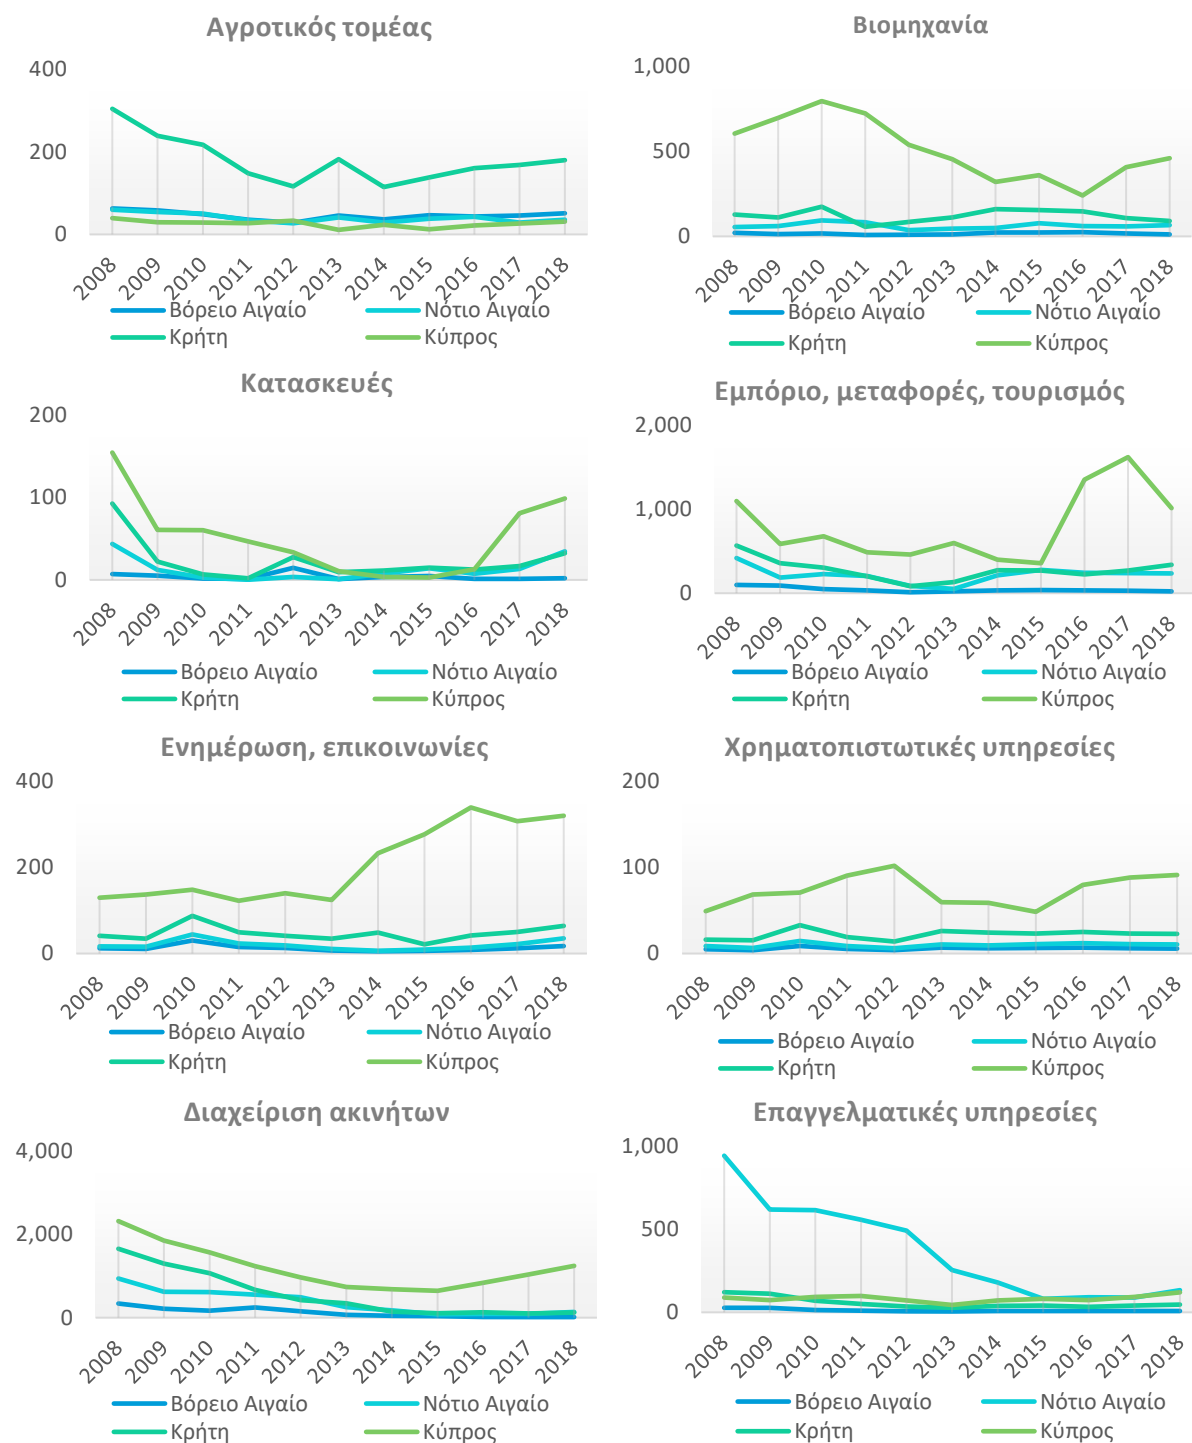 Αγροτικός τομέας
400
200
0
2008 2009 2010 2011 2012 2013 2014 2015 2016 2017 2018
Βόρειο Αιγαίο Νότιο Αιγαίο
Κρήτη Κύπρος
Βιομηχανία
1,000
500
0
2008 2009 2010 2011 2012 2013 2014 2015 2016 2017 2018
Βόρειο Αιγαίο Νότιο Αιγαίο
Κρήτη Κύπρος
Κατασκευές
200
100
0
2008 2009 2010 2011 2012 2013 2014 2015 2016 2017 2018
Βόρειο Αιγαίο Νότιο Αιγαίο
Κρήτη Κύπρος
Εμπόριο, μεταφορές, τουρισμός
2,000
1,000
0
2008 2009 2010 2011 2012 2013 2014 2015 2016 2017 2018
Βόρειο Αιγαίο Νότιο Αιγαίο
Κρήτη Κύπρος
Ενημέρωση, επικοινωνίες
400
200
0
2008 2009 2010 2011 2012 2013 2014 2015 2016 2017 2018
Βόρειο Αιγαίο Νότιο Αιγαίο
Κρήτη Κύπρος
Χρηματοπιστωτικές υπηρεσίες
200
100
0
2008 2009 2010 2011 2012 2013 2014 2015 2016 2017 2018
Βόρειο Αιγαίο Νότιο Αιγαίο
Κρήτη Κύπρος
Διαχείριση ακινήτων
4,000
2,000
0
2008 2009 2010 2011 2012 2013 2014 2015 2016 2017 2018
Βόρειο Αιγαίο Νότιο Αιγαίο
Κρήτη Κύπρος
Επαγγελματικές υπηρεσίες
1,000
500
0
2008 2009 2010 2011 2012 2013 2014 2015 2016 2017 2018
Βόρειο Αιγαίο Νότιο Αιγαίο
Κρήτη Κύπρος